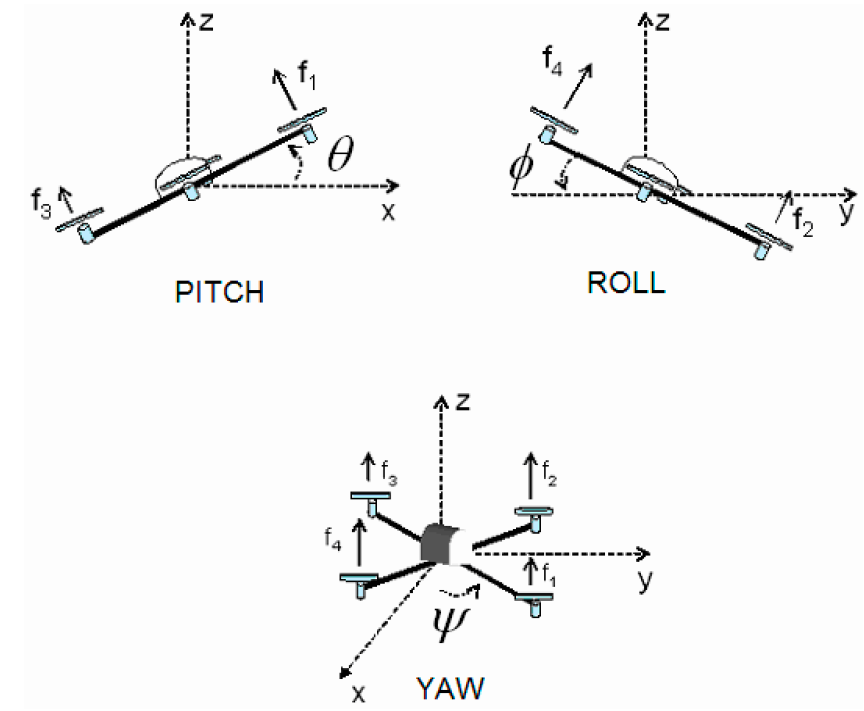 z
z
f₁
f₄
θ
ϕ
f₃
x
f₂
y
PITCH
ROLL
z
f₃
f₂
f₄
f₁
y
ψ
x
YAW